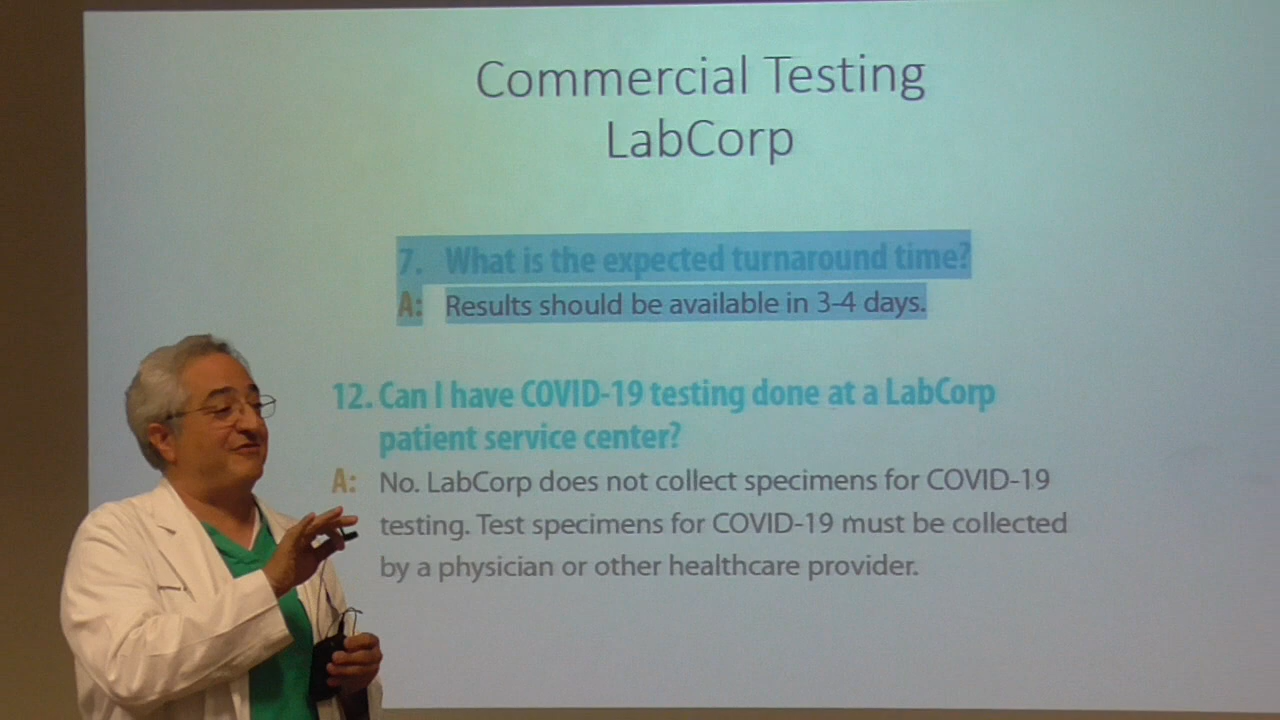 Commercial Testing
LabCorp
7. What is the expected turnaround time?
A: Results should be available in 3-4 days.
12. Can I have COVID-19 testing done at a LabCorp
patient service center?
A: No. LabCorp does not collect specimens for COVID-19
testing. Test specimens for COVID-19 must be collected
by a physician or other healthcare provider.